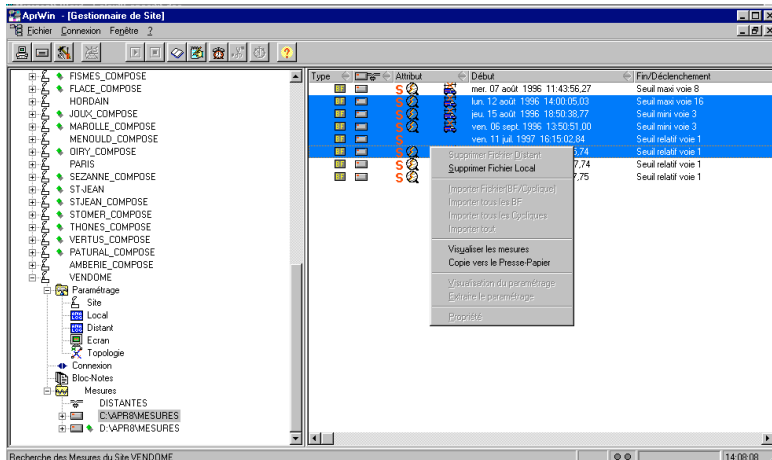 AprWin - [Gestionnaire de Site]
Fichier Connexion Fenêtre ?
FISMES_COMPOSE
FLACE_COMPOSE
HORDAIN
JOUX_COMPOSE
MAROLLE_COMPOSE
MENOULD_COMPOSE
OIRY_COMPOSE
PARIS
SEZANNE_COMPOSE
ST-JEAN
STJEAN_COMPOSE
STOMER_COMPOSE
THONES_COMPOSE
VERTUS_COMPOSE
PATURAL_COMPOSE
AMBERIE_COMPOSE
VENDOME
Paramétrage
Site
Local
Distant
Ecran
Topologie
Connexion
Bloc-Notes
Mesures
DISTANTES
C:\APR8\MESURES
D:\APR8\MESURES
Type Attribut Début Fin/Déclenchement
S mer. 07 août 1996 11:43:56,27 Seuil maxi voie 8
S lun. 12 août 1996 14:00:05,03 Seuil maxi voie 16
S jeu. 15 août 1996 18:50:38,77 Seuil mini voie 3
S ven. 06 sept. 1996 13:50:51,00 Seuil mini voie 3
S ven. 11 juil. 1997 16:15:02,84 Seuil relatif voie 1
S 5,74 Seuil relatif voie 1
S 7,74 Seuil relatif voie 1
S 7,75 Seuil relatif voie 1
Supprimer Fichier Distant
Supprimer Fichier Local
Importer Fichier(BF/Cyclique)
Importer tous les BF
Importer tous les Cycliques
Importer tout
Visualiser les mesures
Copie vers le Presse-Papier
Visualisation du paramétrage
Extraire le paramétrage
Propriété
Recherche des Mesures du Site VENDOME
14:08:08